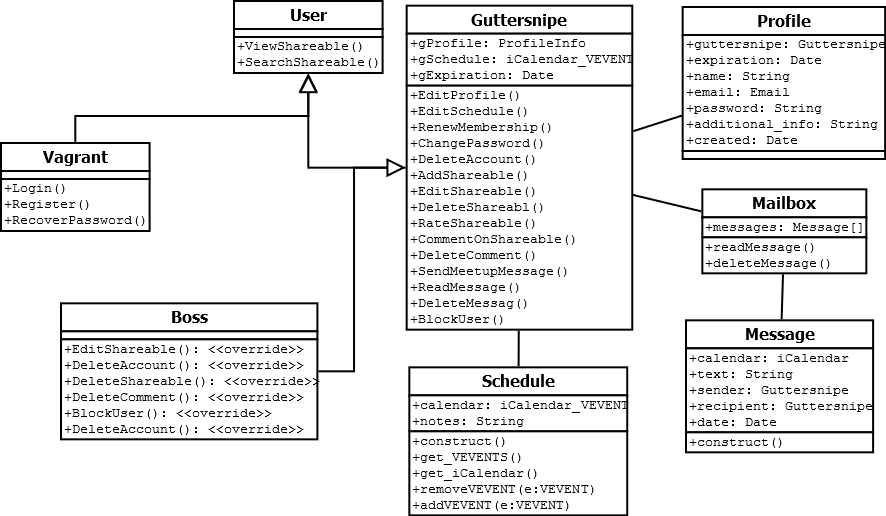 User
+ViewShareable()
+SearchShareable()
Guttersnipe
+gProfile: ProfileInfo
+gSchedule: iCalendar_VEVENT
+gExpiration: Date
+EditProfile()
+EditSchedule()
+RenewMembership()
+ChangePassword()
+DeleteAccount()
+AddShareable()
+EditShareable()
+DeleteShareabl()
+RateShareable()
+CommentOnShareable()
+DeleteComment()
+SendMeetupMessage()
+ReadMessage()
+DeleteMessag()
+BlockUser()
Profile
+guttersnipe: Guttersnipe
+expiration: Date
+name: String
+email: Email
+password: String
+additional_info: String
+created: Date
Vagrant
+Login()
+Register()
+RecoverPassword()
Mailbox
+messages: Message[]
+readMessage()
+deleteMessage()
Boss
+EditShareable(): <<override>>
+DeleteAccount(): <<override>>
+DeleteShareable(): <<override>>
+DeleteComment(): <<override>>
+BlockUser(): <<override>>
+DeleteAccount(): <<override>>
Schedule
+calendar: iCalendar_VEVENT
+notes: String
+construct()
+get_VEVENTS()
+get_iCalendar()
+removeVEVENT(e:VEVENT)
+addVEVENT(e:VEVENT)
Message
+calendar: iCalendar
+text: String
+sender: Guttersnipe
+recipient: Guttersnipe
+date: Date
+construct()